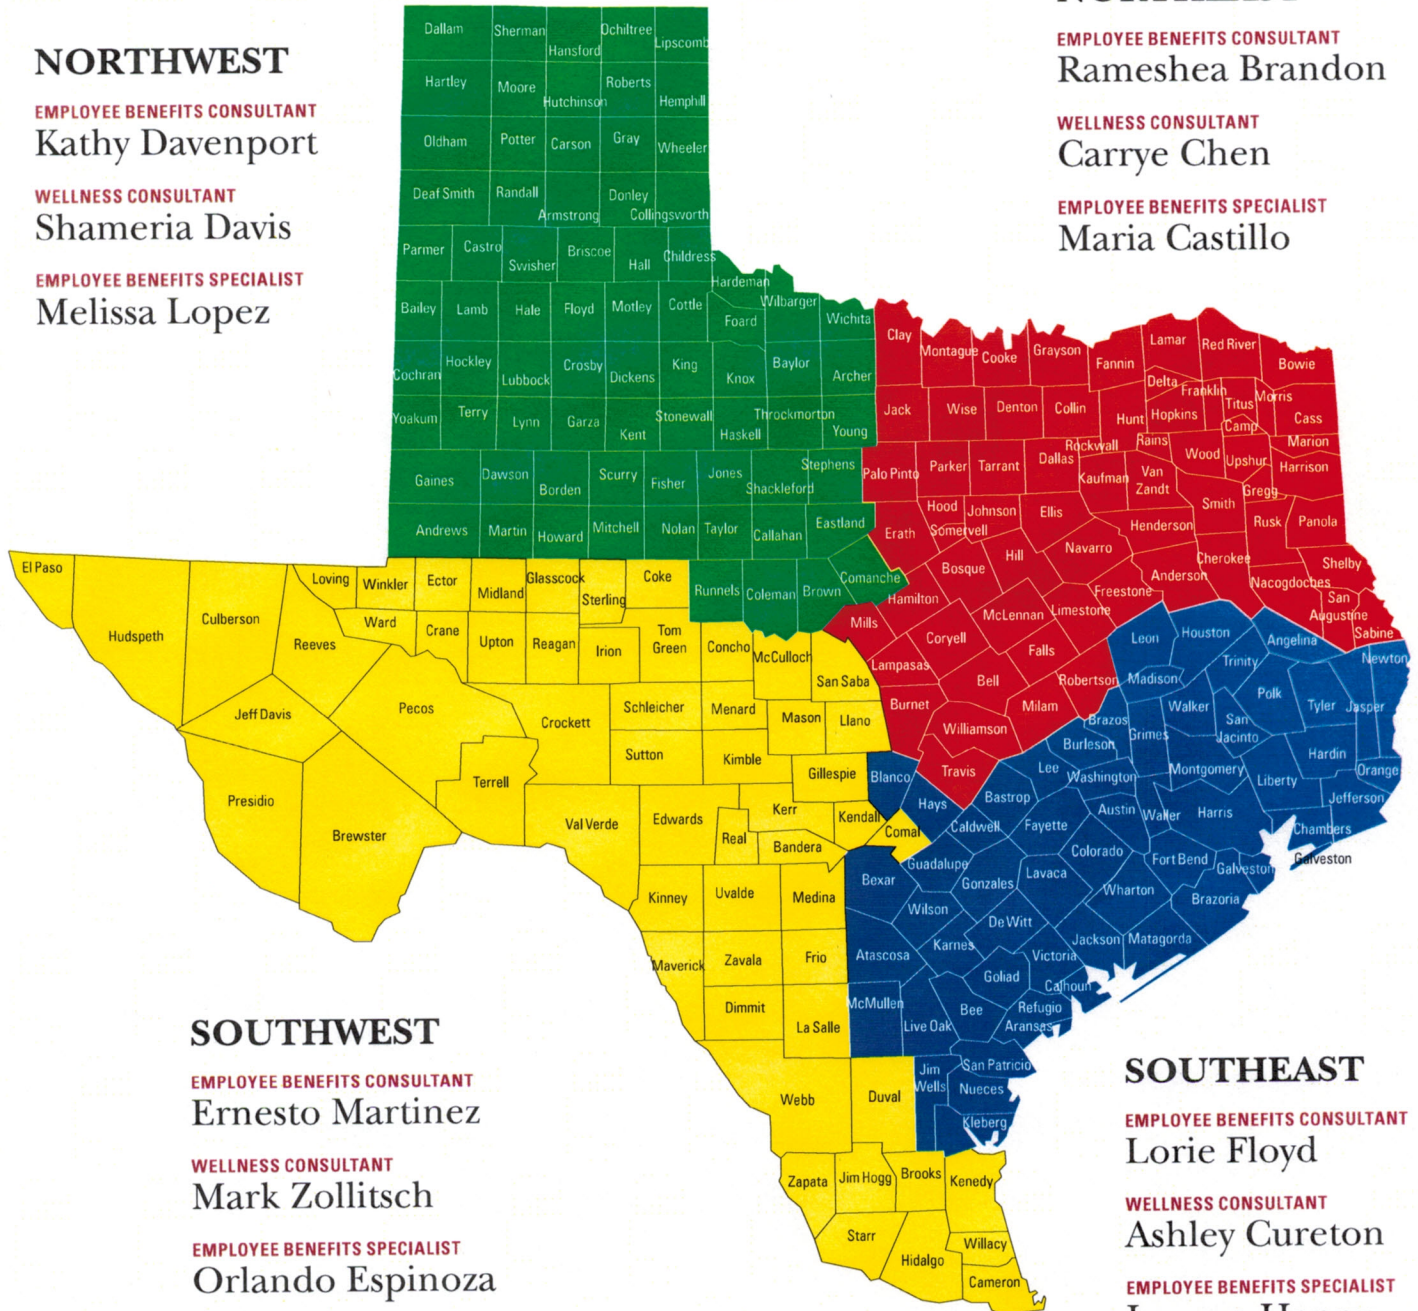 NORTHWEST
EMPLOYEE BENEFITS CONSULTANT
Kathy Davenport
WELLNESS CONSULTANT
Shameria Davis
EMPLOYEE BENEFITS SPECIALIST
Melissa Lopez
EMPLOYEE BENEFITS CONSULTANT
Rameshea Brandon
WELLNESS CONSULTANT
Carrye Chen
EMPLOYEE BENEFITS SPECIALIST
Maria Castillo
Dallam Sherman Hansford Ochiltree Lipscomb
Hartley Moore Hutchinson Roberts Hemphill
Oldham Potter Carson Gray Wheeler
Deaf Smith Randall Armstrong Donley Collingsworth
Parmer Castro Swisher Briscoe Hall Childress
Hardeman
Bailey Lamb Hale Floyd Motley Cottle Foard Wilbarger Wichita
Cochran Hockley Lubbock Crosby Dickens King Knox Baylor Archer
Yoakum Terry Lynn Garza Kent Stonewall Haskell Throckmorton Young
Gaines Dawson Borden Scurry Fisher Jones Shackleford Stephens
Andrews Martin Howard Mitchell Nolan Taylor Callahan Eastland
Runnels Coleman Brown Comanche
Clay Montague Cooke Grayson Fannin Lamar Red River Bowie
Delta Franklin Titus Morris
Jack Wise Denton Collin Hunt Hopkins Camp Cass
Rockwall Rains Wood Upshur Marion
Palo Pinto Parker Tarrant Dallas Kaufman Van Zandt Harrison
Smith Gregg
Erath Hood Somervell Johnson Ellis Henderson Rusk Panola
Bosque Hill Navarro Anderson Cherokee Nacogdoches Shelby
Hamilton McLennan Limestone Freestone San Augustine Sabine
Mills Coryell Falls
Lampasas Bell Robertson
Burnet Williamson Milam
Travis
El Paso Hudspeth Culberson Reeves
Loving Winkler Ector Midland Glasscock Sterling Coke
Ward Crane Upton Reagan Irion Tom Green Concho McCulloch San Saba
Jeff Davis Pecos Crockett Schleicher Menard Mason Llano
Sutton Kimble Gillespie
Presidio Brewster Terrell Val Verde Edwards Kerr Kendall Comal
Real Bandera
Kinney Uvalde Medina
Maverick Zavala Frio
Dimmit La Salle
Webb Duval
Zapata Jim Hogg Brooks Kenedy
Starr Hidalgo Willacy
Cameron
Leon Houston Angelina Newton
Madison Trinity Polk Tyler Jasper
Brazos Grimes Walker San Jacinto
Burleson Hardin
Blanco Lee Washington Montgomery Liberty Orange
Hays Bastrop Austin Waller Harris Jefferson
Caldwell Fayette Chambers
Guadalupe Colorado Fort Bend Galveston Galveston
Bexar Gonzales Lavaca Wharton Brazoria
Wilson De Witt
Atascosa Karnes Victoria Jackson Matagorda
Goliad Calhoun
McMullen Live Oak Bee Refugio
Aransas
Jim Wells San Patricio
Nueces
Kleberg
SOUTHWEST
EMPLOYEE BENEFITS CONSULTANT
Ernesto Martinez
WELLNESS CONSULTANT
Mark Zollitsch
EMPLOYEE BENEFITS SPECIALIST
Orlando Espinoza
SOUTHEAST
EMPLOYEE BENEFITS CONSULTANT
Lorie Floyd
WELLNESS CONSULTANT
Ashley Cureton
EMPLOYEE BENEFITS SPECIALIST